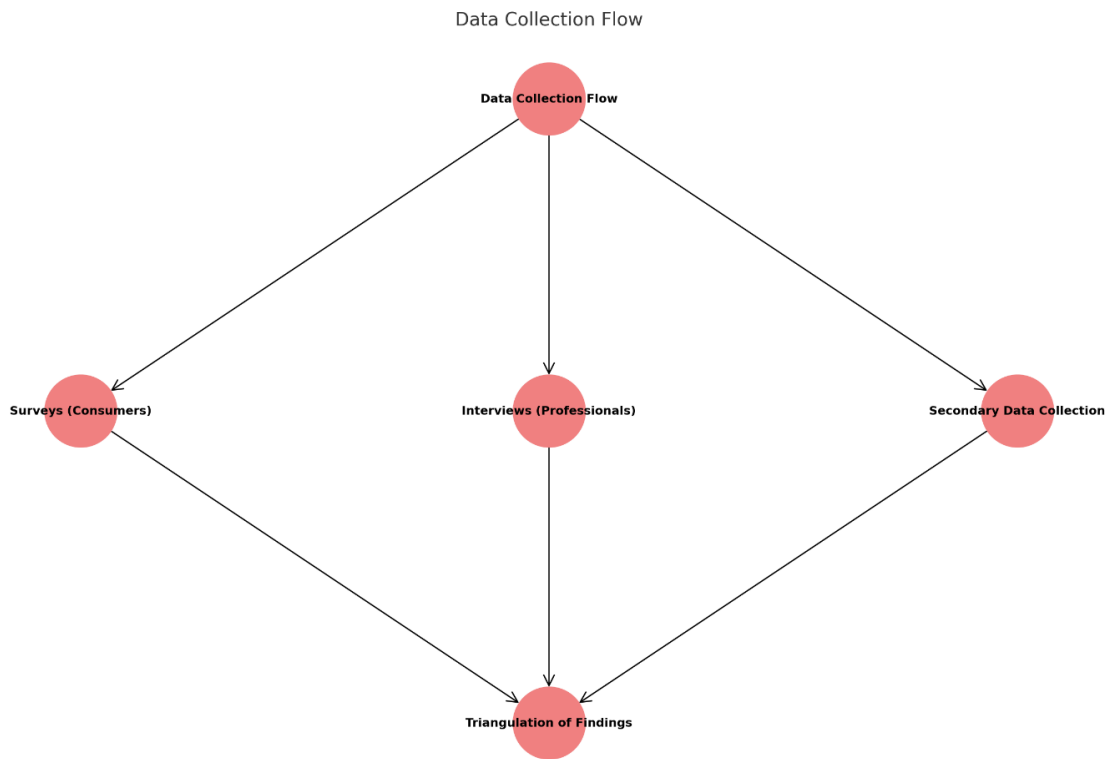 Data Collection Flow
Data Collection Flow
Surveys (Consumers)
Interviews (Professionals)
Secondary Data Collection
Triangulation of Findings